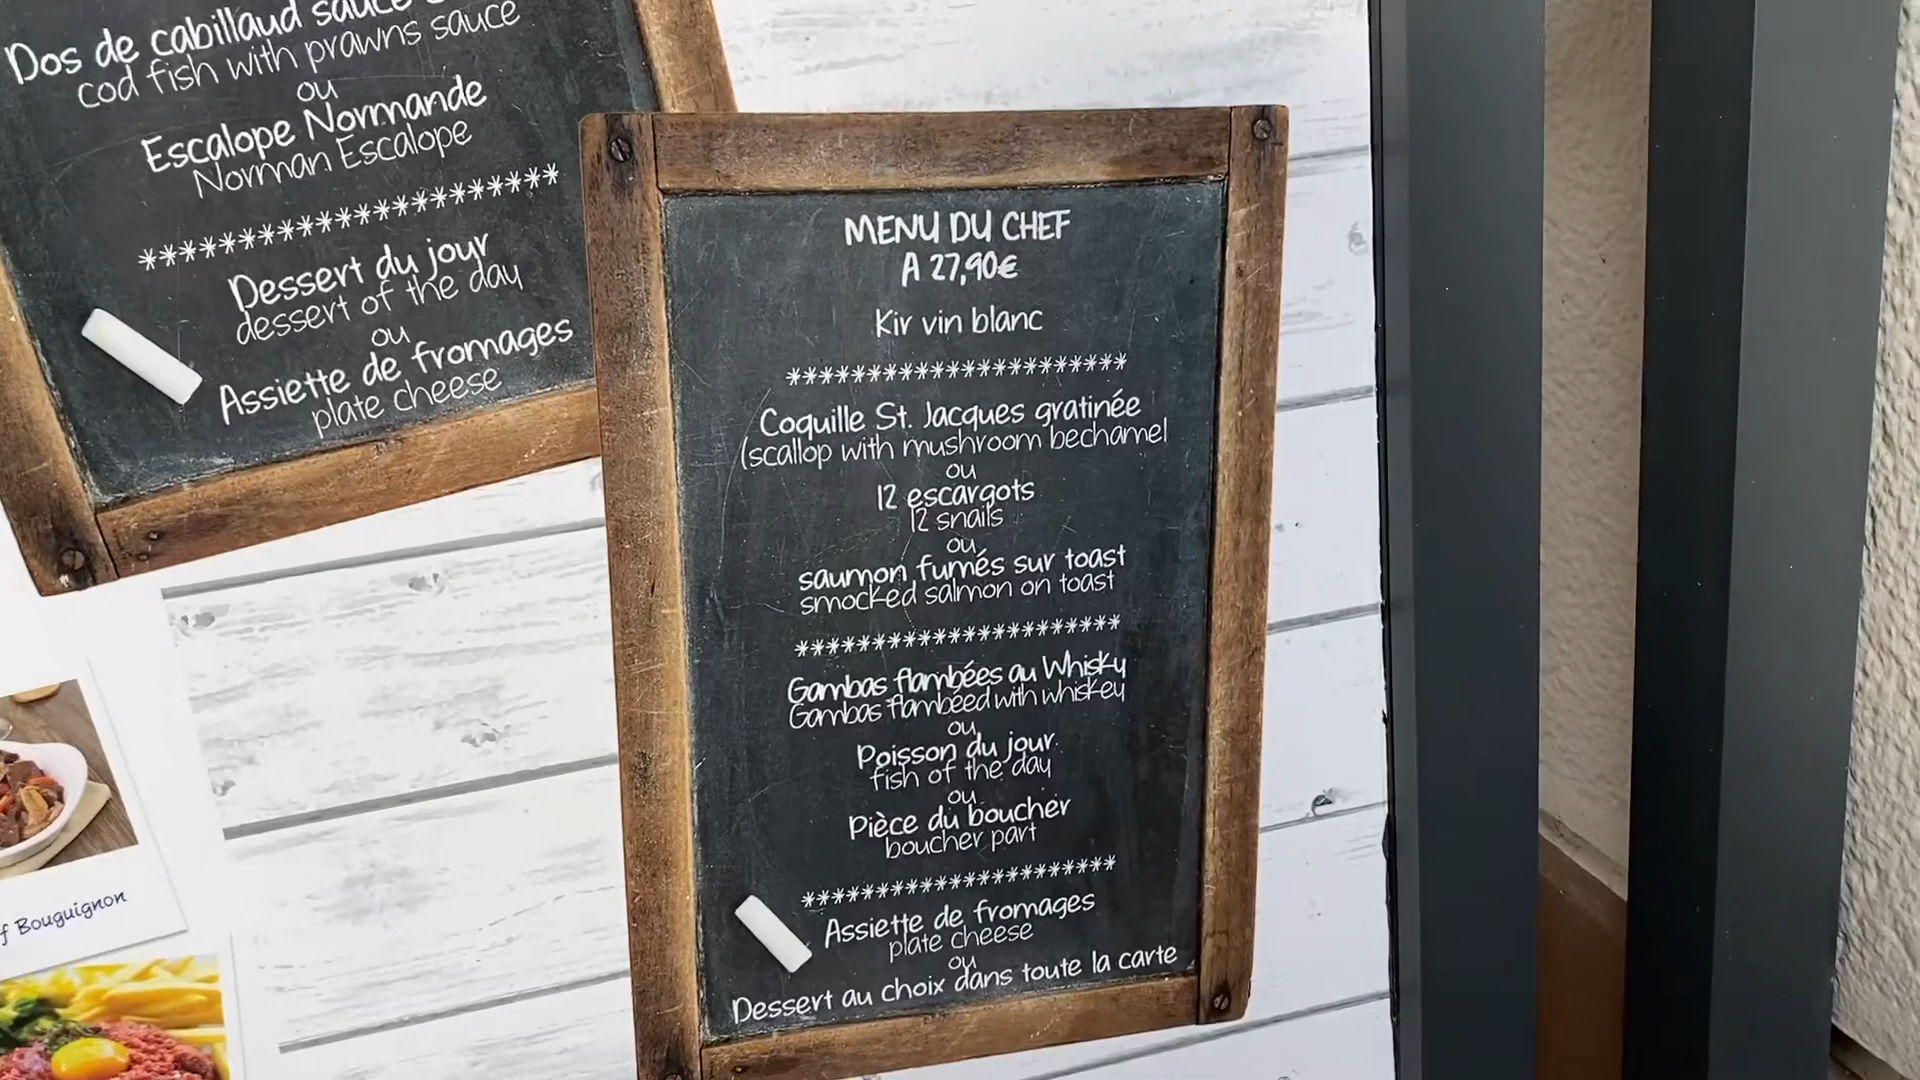 Dos de cabillaud sauce
cod fish with prawns sauce
ou
Escalope Normande
Norman Escalope
******************
Dessert du jour
dessert of the day
ou
Assiette de fromages
plate cheese
MENU DU CHEF
A 27,90€
Kir vin blanc
*********************
Coquille St. Jacques gratinée
(scallop with mushroom bechamel
ou
12 escargots
12 snails
ou
saumon fumés sur toast
smocked salmon on toast
*********************
Gambas flambées au Whisky
Gambas flambéed with whiskey
ou
Poisson du jour
fish of the day
ou
Pièce du boucher
boucher part
*********************
Assiette de fromages
plate cheese
ou
Dessert au choix dans toute la carte
f Bouguignon